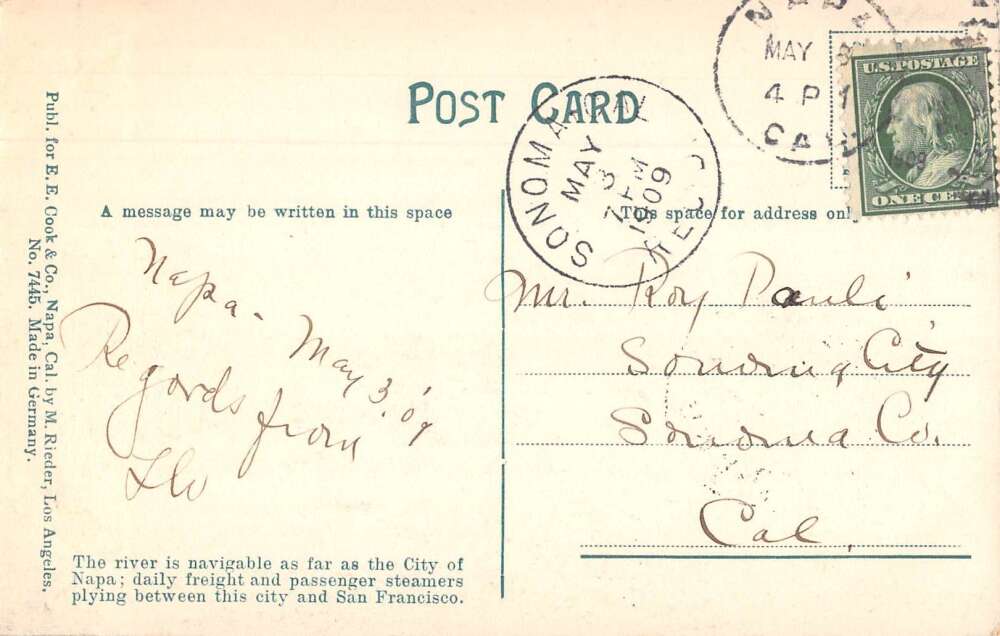 POST CARD
NAPA
MAY 3
4 P
CAL
1909
U.S. POSTAGE
ONE CENT
SONOMA, CAL.
MAY
3
7 PM
1909
REC'D
A message may be written in this space
This space for address only
Napa. May 3, '09
Regards from
Mr. Roy Pauli
Sonoma City
Sonoma Co.
Cal.
The river is navigable as far as the City of
Napa; daily freight and passenger steamers
plying between this city and San Francisco.
Publ. for E. E. Cook & Co., Napa, Cal. by M. Rieder, Los Angeles.
No. 7445. Made in Germany.